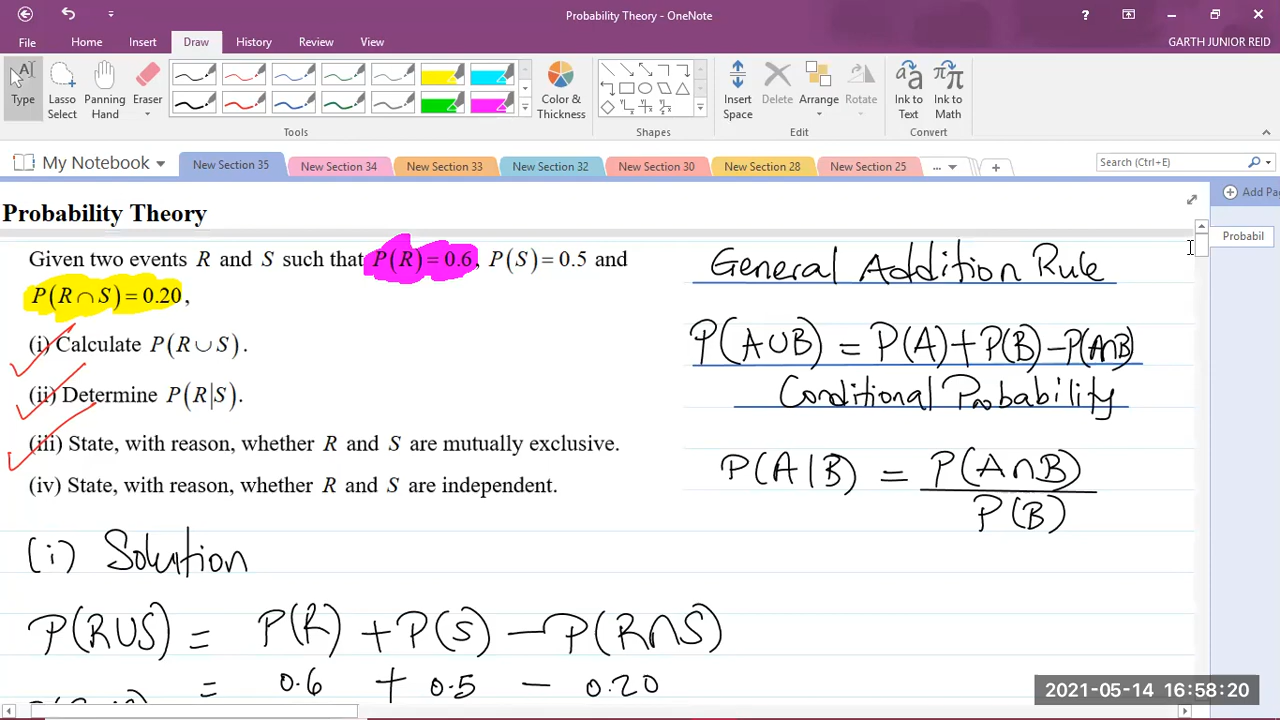 Probability Theory - OneNote
GARTH JUNIOR REID
File Home Insert Draw History Review View
Type
Lasso Select
Panning Hand
Eraser
Color & Thickness
Insert Space
Delete
Arrange
Rotate
Ink to Text
Ink to Math
Tools Shapes Edit Convert
My Notebook New Section 35 New Section 34 New Section 33 New Section 32 New Section 30 New Section 28 New Section 25 ... Search (Ctrl+E)
Add Pa
Probabil
Probability Theory
Given two events R and S such that P(R) = 0.6, P(S) = 0.5 and
P(R∩S) = 0.20,
(i) Calculate P(R∪S).
(ii) Determine P(R|S).
(iii) State, with reason, whether R and S are mutually exclusive.
(iv) State, with reason, whether R and S are independent.
General Addition Rule
P(A∪B) = P(A)+P(B)-P(A∩B)
Conditional Probability
P(A|B) = P(A∩B)
P(B)
(i) Solution
P(R∪S) = P(R) + P(S) - P(R∩S)
= 0.6 + 0.5 - 0.20
2021-05-14 16:58:20